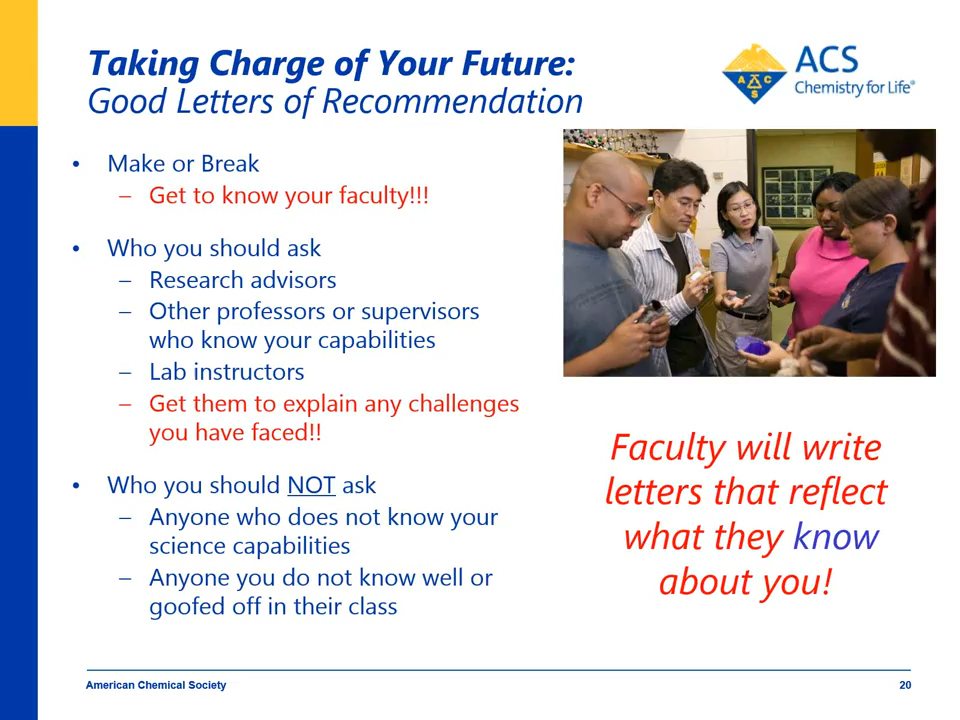 Taking Charge of Your Future:
Good Letters of Recommendation
A C C S
ACS
Chemistry for Life®
• Make or Break
– Get to know your faculty!!!
• Who you should ask
– Research advisors
– Other professors or supervisors
who know your capabilities
– Lab instructors
– Get them to explain any challenges
you have faced!!
• Who you should NOT ask
– Anyone who does not know your
science capabilities
– Anyone you do not know well or
goofed off in their class
Faculty will write
letters that reflect
what they know
about you!
American Chemical Society
20